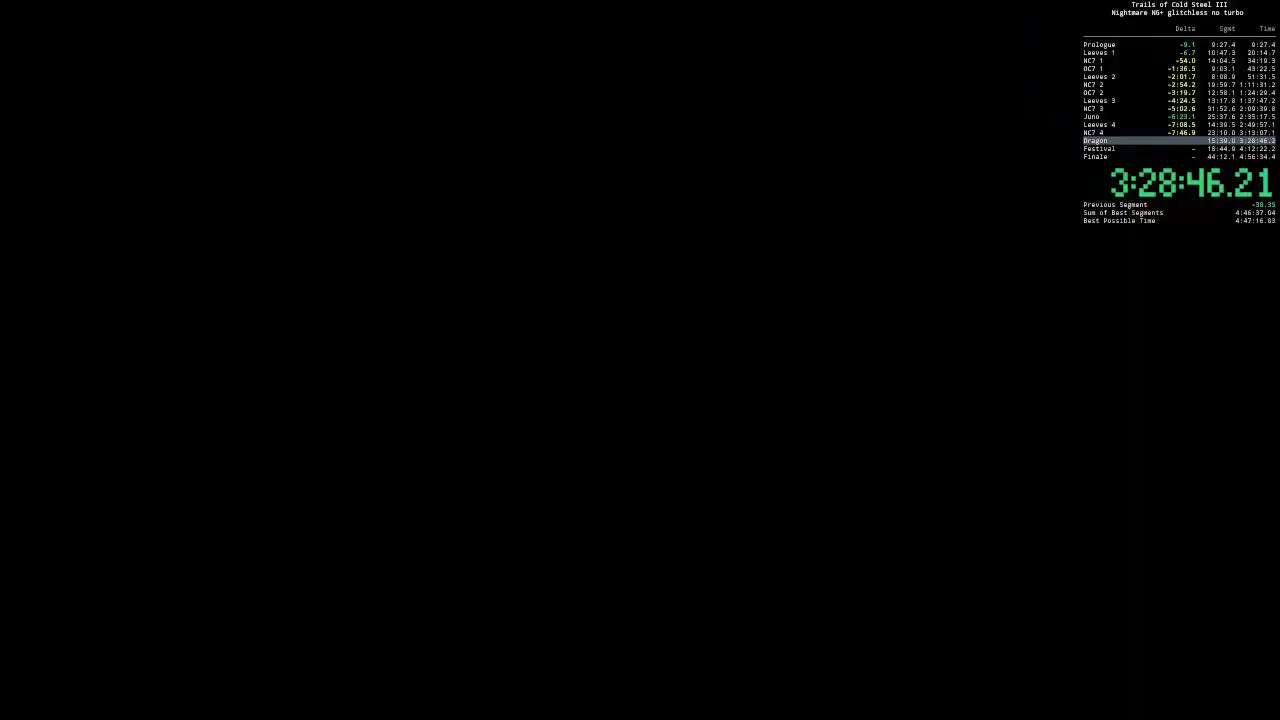 Trails of Cold Steel III
Nightmare NG+ glitchless no turbo
Delta Sgmt Time
Prologue -9.1 9:27.4 9:27.4
Leeves 1 -6.7 10:47.3 20:14.7
NC7 1 -54.0 14:04.5 34:19.3
OC7 1 -1:36.5 9:03.1 43:22.5
Leeves 2 -2:01.7 8:08.9 51:31.5
NC7 2 -2:54.2 19:59.7 1:11:31.2
OC7 2 -3:19.7 12:58.1 1:24:29.4
Leeves 3 -4:24.5 13:17.8 1:37:47.2
NC7 3 -5:02.6 31:52.6 2:09:39.8
Juno -6:23.1 25:37.6 2:35:17.5
Leeves 4 -7:08.5 14:39.5 2:49:57.1
NC7 4 -7:46.9 23:10.0 3:13:07.1
Dragon 15:39.0 3:28:46.2
Festival - 18:44.9 4:12:22.2
Finale - 44:12.1 4:56:34.4
3:28:46.21
Previous Segment -38.35
Sum of Best Segments 4:46:37.04
Best Possible Time 4:47:16.83